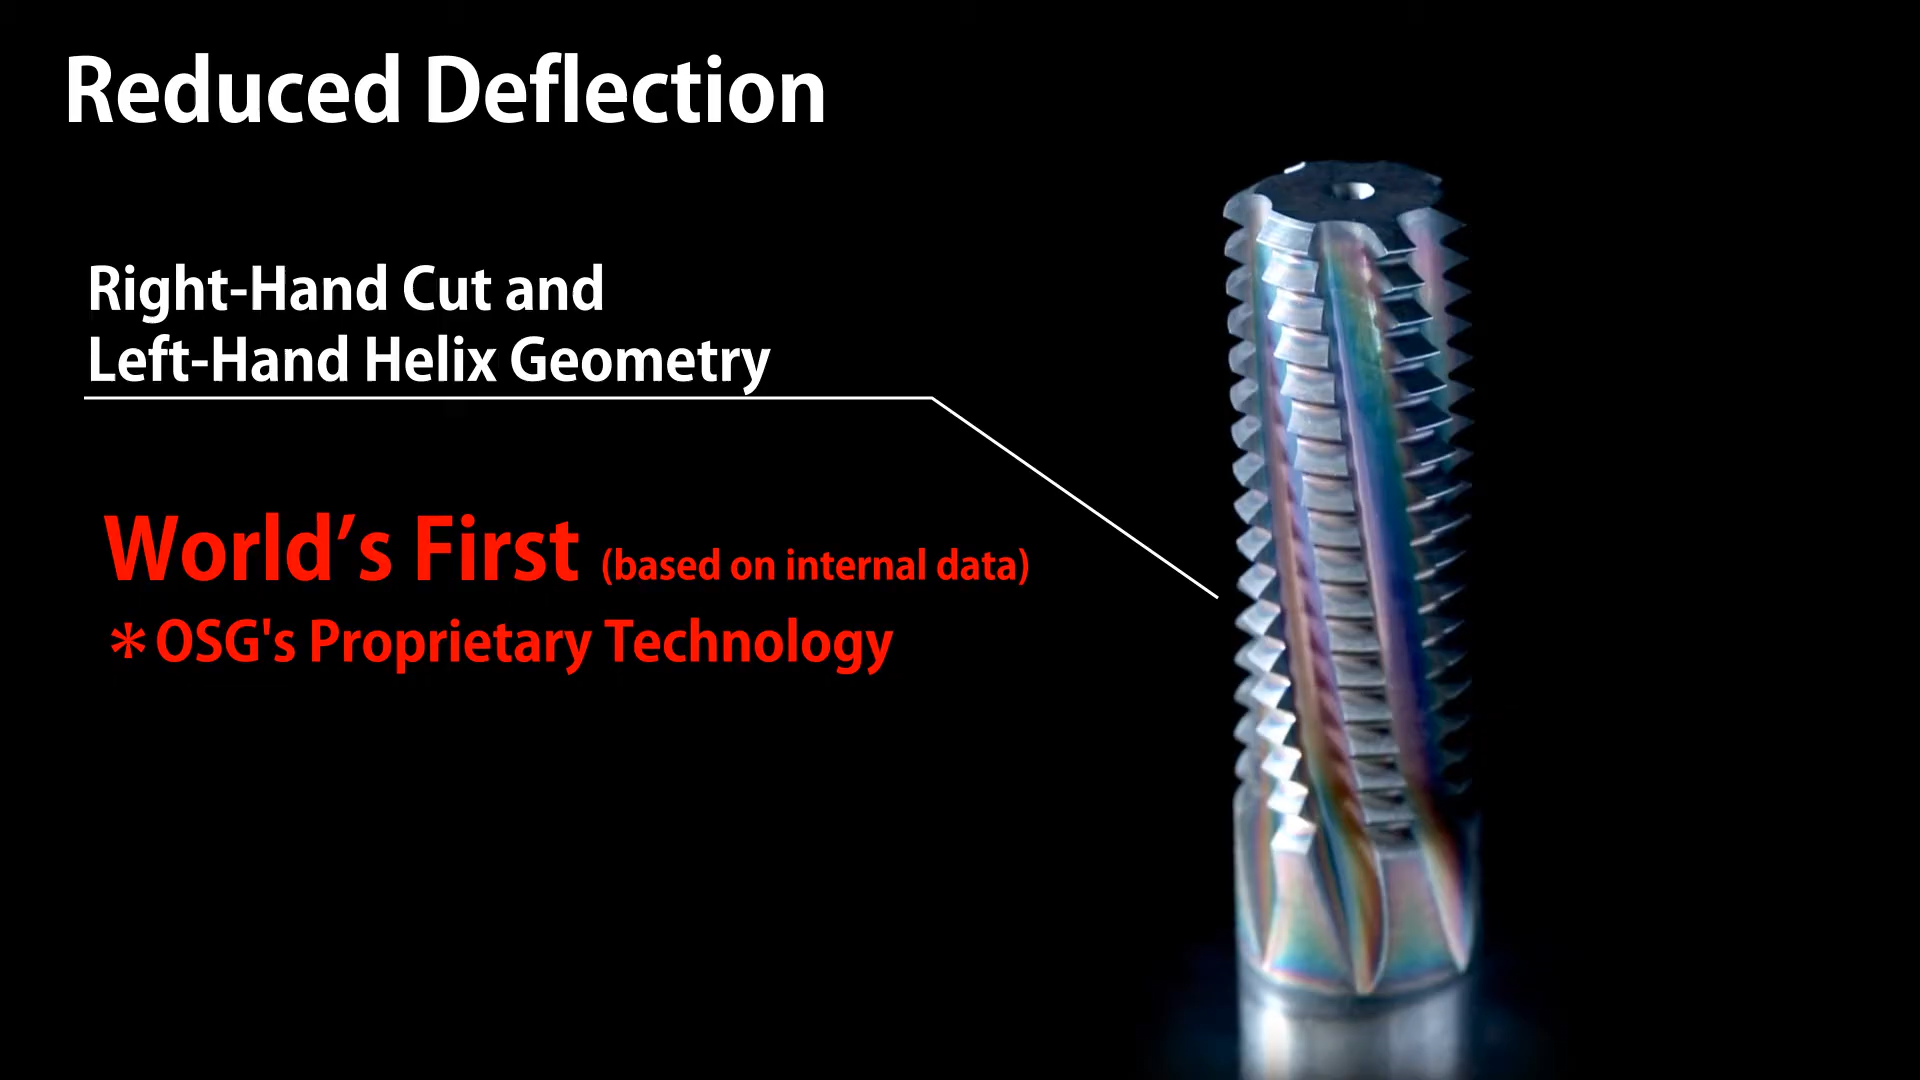 Reduced Deflection
Right-Hand Cut and
Left-Hand Helix Geometry
World’s First (based on internal data)
*OSG's Proprietary Technology